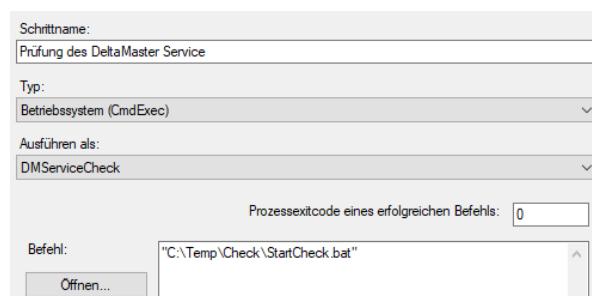 Schrittname:
Prüfung des DeltaMaster Service
Typ:
Betriebssystem (CmdExec)
Ausführen als:
DMServiceCheck
Prozessexitcode eines erfolgreichen Befehls: 0
Befehl: "C:\Temp\Check\StartCheck.bat"
Öffnen...